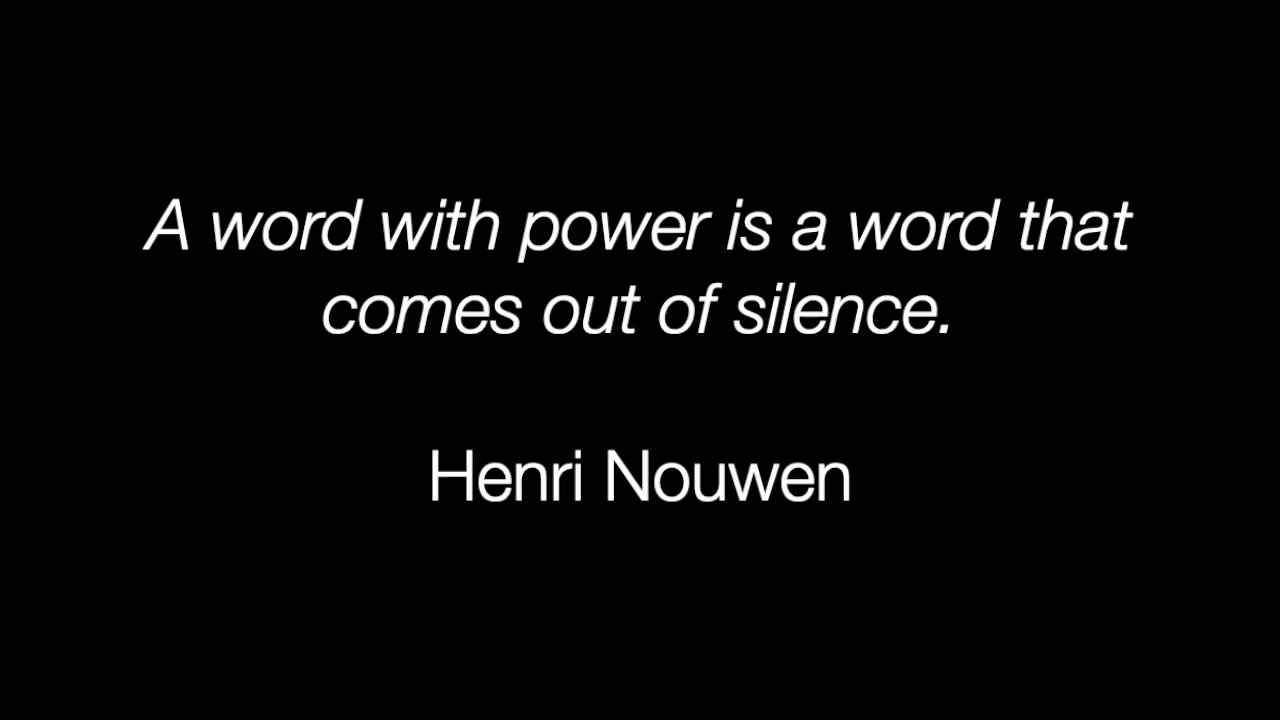 A word with power is a word that
comes out of silence.
Henri Nouwen